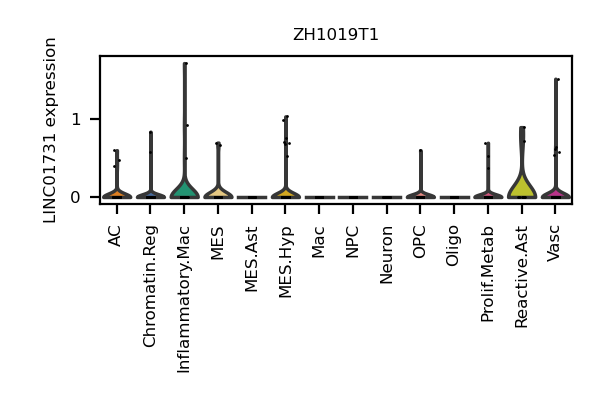 ZH1019T1
LINC01731 expression
1
0
AC
Chromatin.Reg
Inflammatory.Mac
MES
MES.Ast
MES.Hyp
Mac
NPC
Neuron
OPC
Oligo
Prolif.Metab
Reactive.Ast
Vasc